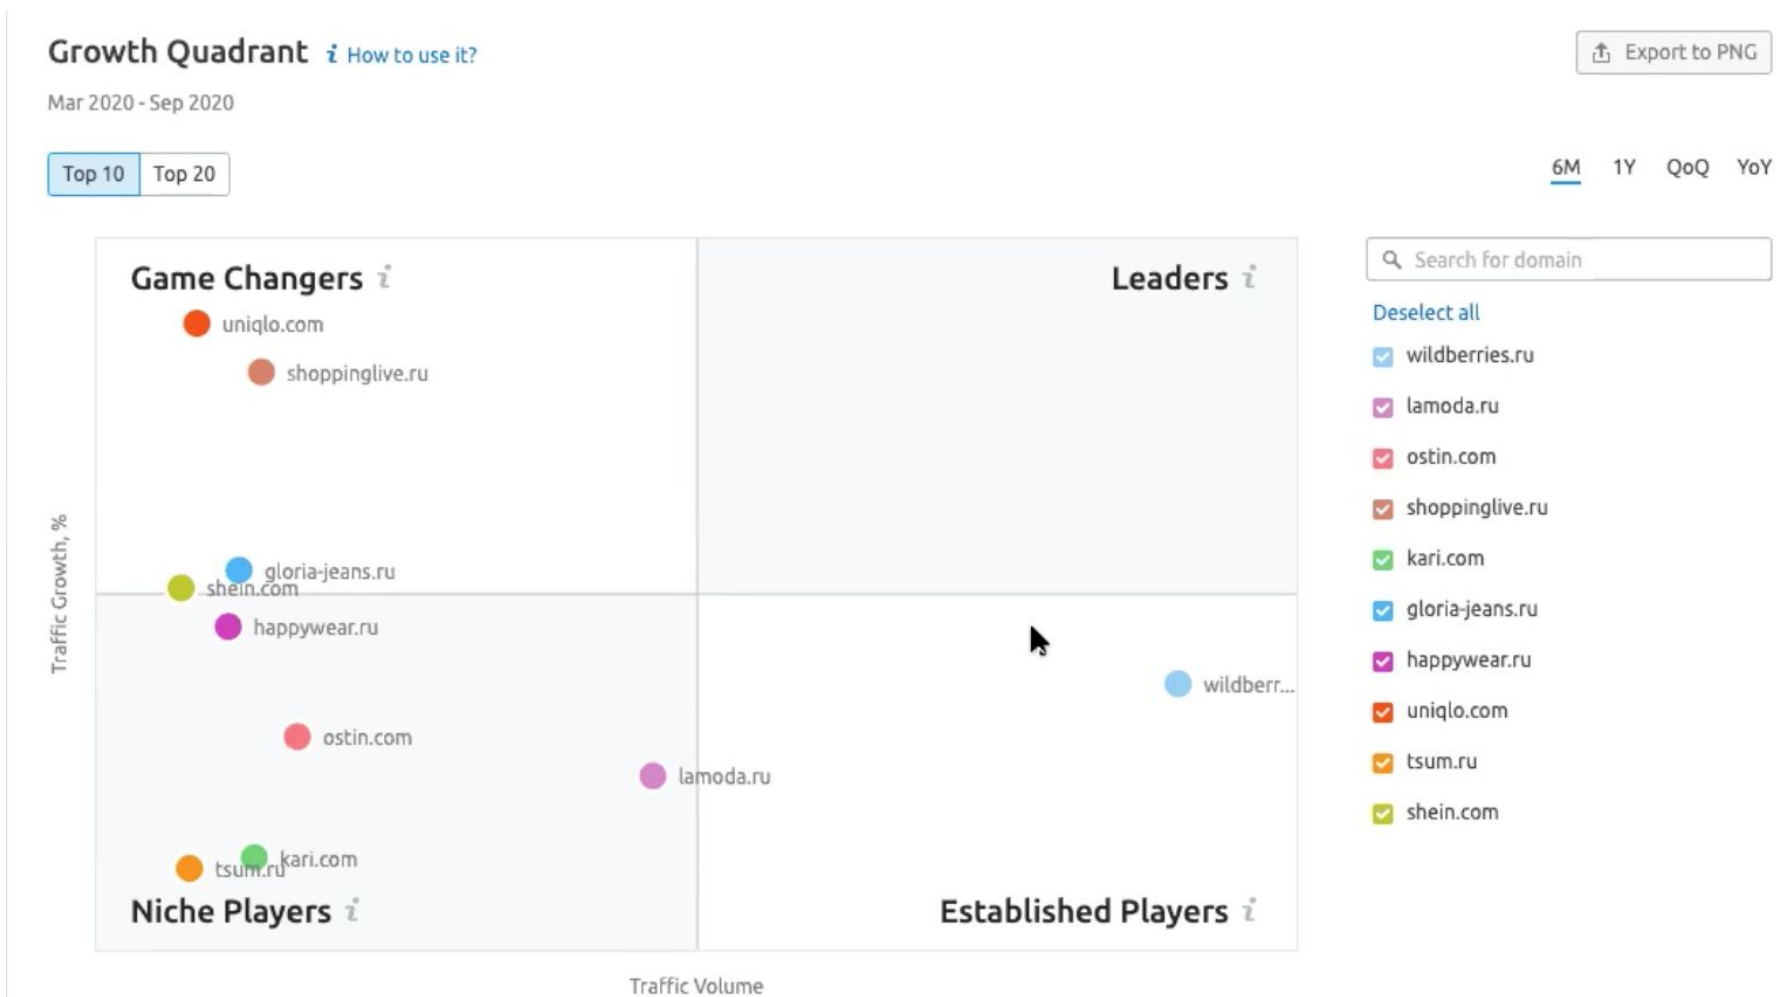 Growth Quadrant i How to use it?
Export to PNG
Mar 2020 - Sep 2020
Top 10 Top 20
6M 1Y QoQ YoY
Game Changers i
Leaders i
uniqlo.com
shoppinglive.ru
gloria-jeans.ru
shein.com
happywear.ru
wildberr...
ostin.com
lamoda.ru
kari.com
tsum.ru
Niche Players i
Established Players i
Traffic Growth, %
Traffic Volume
Search for domain
Deselect all
wildberries.ru
lamoda.ru
ostin.com
shoppinglive.ru
kari.com
gloria-jeans.ru
happywear.ru
uniqlo.com
tsum.ru
shein.com